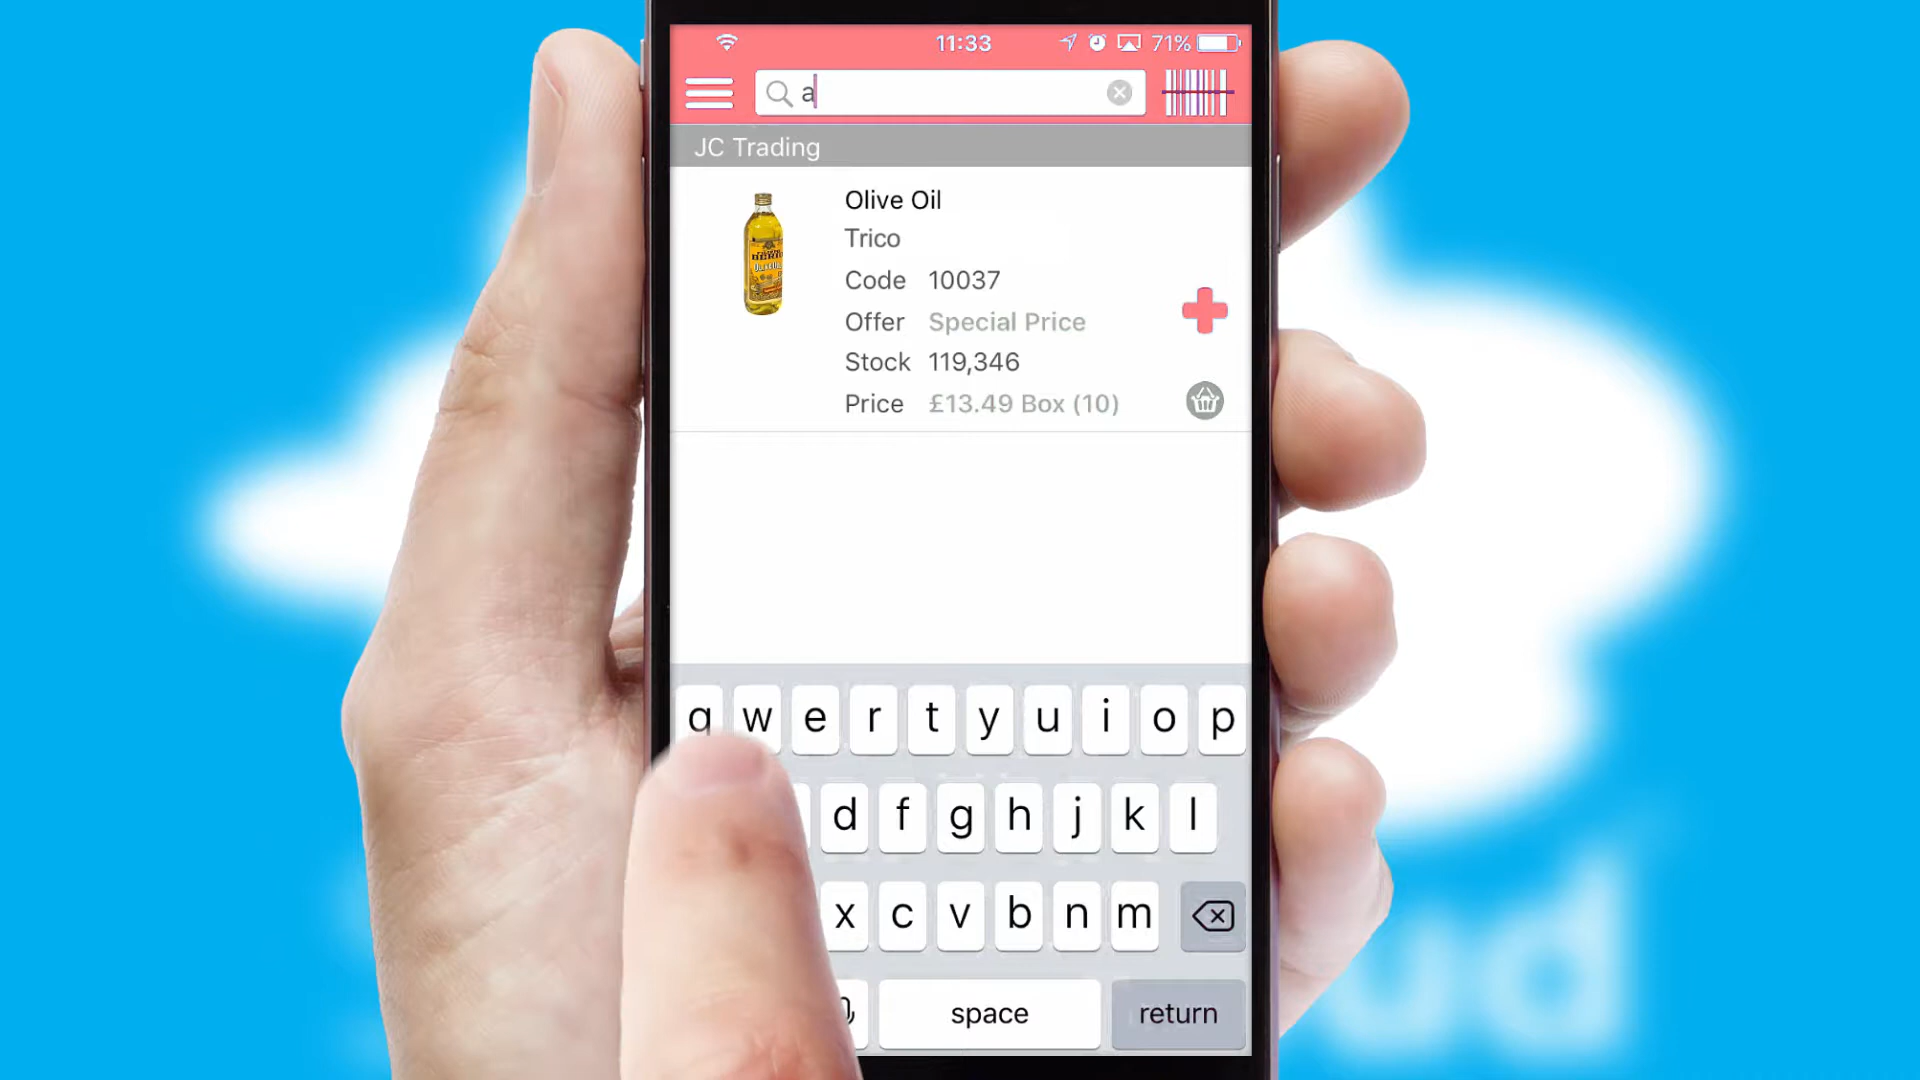 11:33
71%
a
JC Trading
Olive Oil
Trico
Code 10037
Offer Special Price
Stock 119,346
Price £13.49 Box (10)
q w e r t y u i o p
d f g h j k l
x c v b n m
space return
ud